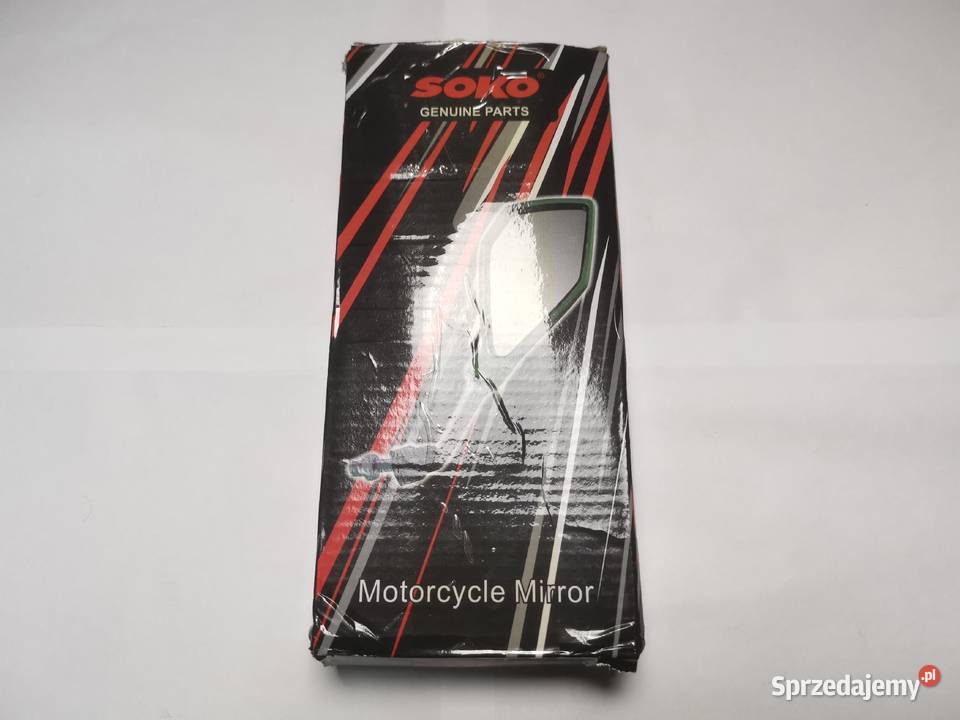 SOKO®
GENUINE PARTS
Motorcycle Mirror
Sprzedajemy.pl